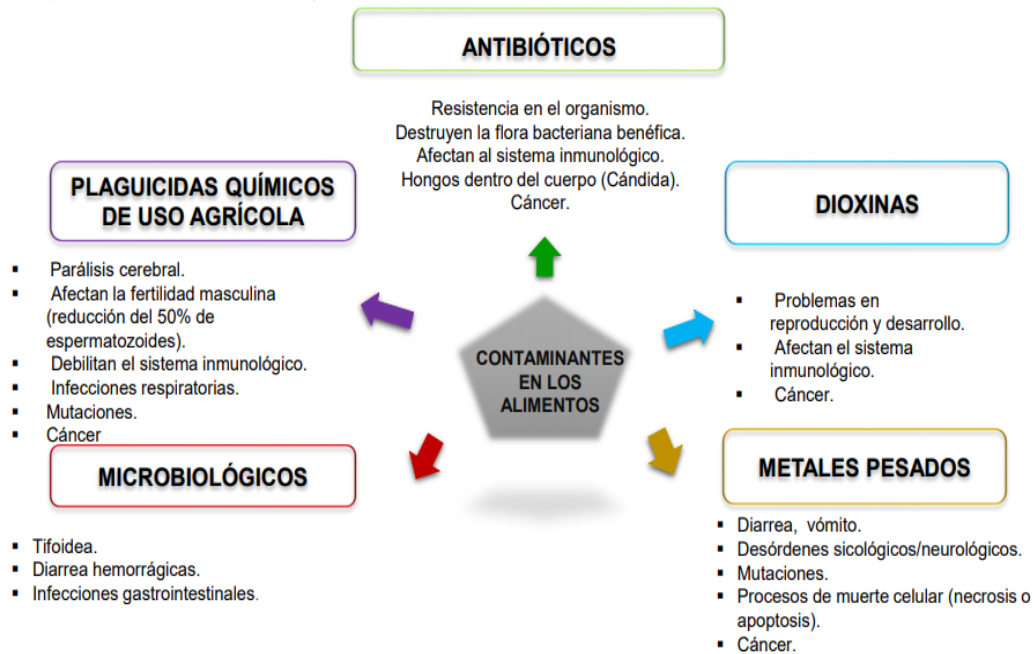 ANTIBIÓTICOS
Resistencia en el organismo.
Destruyen la flora bacteriana benéfica.
Afectan al sistema inmunológico.
Hongos dentro del cuerpo (Cándida).
Cáncer.
PLAGUICIDAS QUÍMICOS
DE USO AGRÍCOLA
▪ Parálisis cerebral.
▪ Afectan la fertilidad masculina
(reducción del 50% de
espermatozoides).
▪ Debilitan el sistema inmunológico.
▪ Infecciones respiratorias.
▪ Mutaciones.
▪ Cáncer
DIOXINAS
▪ Problemas en
reproducción y desarrollo.
▪ Afectan el sistema
inmunológico.
▪ Cáncer.
CONTAMINANTES
EN LOS
ALIMENTOS
MICROBIOLÓGICOS
▪ Tifoidea.
▪ Diarrea hemorrágicas.
▪ Infecciones gastrointestinales.
METALES PESADOS
▪ Diarrea, vómito.
▪ Desórdenes sicológicos/neurológicos.
▪ Mutaciones.
▪ Procesos de muerte celular (necrosis o
apoptosis).
▪ Cáncer.